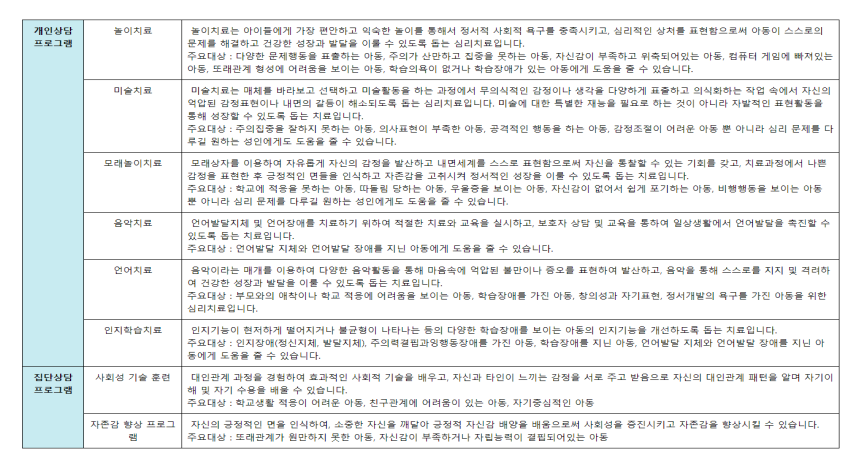 개인상담 프로그램
놀이치료
놀이치료는 아이들에게 가장 편안하고 익숙한 놀이를 통해서 정서적 사회적 욕구를 충족시키고, 심리적인 상처를 표현함으로써 아동이 스스로의
문제를 해결하고 건강한 성장과 발달을 이룰 수 있도록 돕는 심리치료입니다.
주요대상 : 다양한 문제행동을 표출하는 아동, 주의가 산만하고 집중을 못하는 아동, 자신감이 부족하고 위축되어있는 아동, 컴퓨터 게임에 빠져있는
아동, 또래관계 형성에 어려움을 보이는 아동, 학습의욕이 없거나 학습장애가 있는 아동에게 도움을 줄 수 있습니다.
미술치료
미술치료는 매체를 바라보고 선택하고 미술활동을 하는 과정에서 무의식적인 감정이나 생각을 다양하게 표출하고 의식화하는 작업 속에서 자신의
억압된 감정표현이나 내면의 갈등이 해소되도록 돕는 심리치료입니다. 미술에 대한 특별한 재능을 필요로 하는 것이 아니라 자발적인 표현활동을
통해 성장할 수 있도록 돕는 치료입니다.
주요대상 : 주의집중을 잘하지 못하는 아동, 의사표현이 부족한 아동, 공격적인 행동을 하는 아동, 감정조절이 어려운 아동 뿐 아니라 심리 문제를 다
루길 원하는 성인에게도 도움을 줄 수 있습니다.
모래놀이치료
모래상자를 이용하여 자유롭게 자신의 감정을 발산하고 내면세계를 스스로 표현함으로써 자신을 통찰할 수 있는 기회를 갖고, 치료과정에서 나쁜
감정을 표현한 후 긍정적인 면들을 인식하고 자존감을 고취시켜 정서적인 성장을 이룰 수 있도록 돕는 치료입니다.
주요대상 : 학교에 적응을 못하는 아동, 따돌림 당하는 아동, 우울증을 보이는 아동, 자신감이 없어서 쉽게 포기하는 아동, 비행행동을 보이는 아동
뿐 아니라 심리 문제를 다루길 원하는 성인에게도 도움을 줄 수 있습니다.
음악치료
언어발달지체 및 언어장애를 치료하기 위하여 적절한 치료와 교육을 실시하고, 보호자 상담 및 교육을 통하여 일상생활에서 언어발달을 촉진할 수
있도록 돕는 치료입니다.
주요대상 : 언어발달 지체와 언어발달 장애를 지닌 아동에게 도움을 줄 수 있습니다.
언어치료
음악이라는 매개를 이용하여 다양한 음악활동을 통해 마음속에 억압된 불만이나 증오를 표현하여 발산하고, 음악을 통해 스스로를 지지 및 격려하
여 건강한 성장과 발달을 이룰 수 있도록 돕는 치료입니다.
주요대상 : 부모와의 애착이나 학교 적응에 어려움을 보이는 아동, 학습장애를 가진 아동, 창의성과 자기표현, 정서개발의 욕구를 가진 아동을 위한
심리치료입니다.
인지학습치료
인지기능이 현저하게 떨어지거나 불균형이 나타나는 등의 다양한 학습장애를 보이는 아동의 인지기능을 개선하도록 돕는 치료입니다.
주요대상 : 인지장애(정신지체, 발달지체), 주의력결핍과잉행동장애를 가진 아동, 학습장애를 지닌 아동, 언어발달 지체와 언어발달 장애를 지닌 아
동에게 도움을 줄 수 있습니다.
집단상담 프로그램
사회성 기술 훈련
대인관계 과정을 경험하여 효과적인 사회적 기술을 배우고, 자신과 타인이 느끼는 감정을 서로 주고 받음으로 자신의 대인관계 패턴을 알며 자기이
해 및 자기 수용을 배울 수 있습니다.
주요대상 : 학교생활 적응이 어려운 아동, 친구관계에 어려움이 있는 아동, 자기중심적인 아동
자존감 향상 프로그
램
자신의 긍정적인 면을 인식하여, 소중한 자신을 깨달아 긍정적 자신감 배양을 배움으로써 사회성을 증진시키고 자존감을 향상시킬 수 있습니다.
주요대상 : 또래관계가 원만하지 못한 아동, 자신감이 부족하거나 자립능력이 결핍되어있는 아동